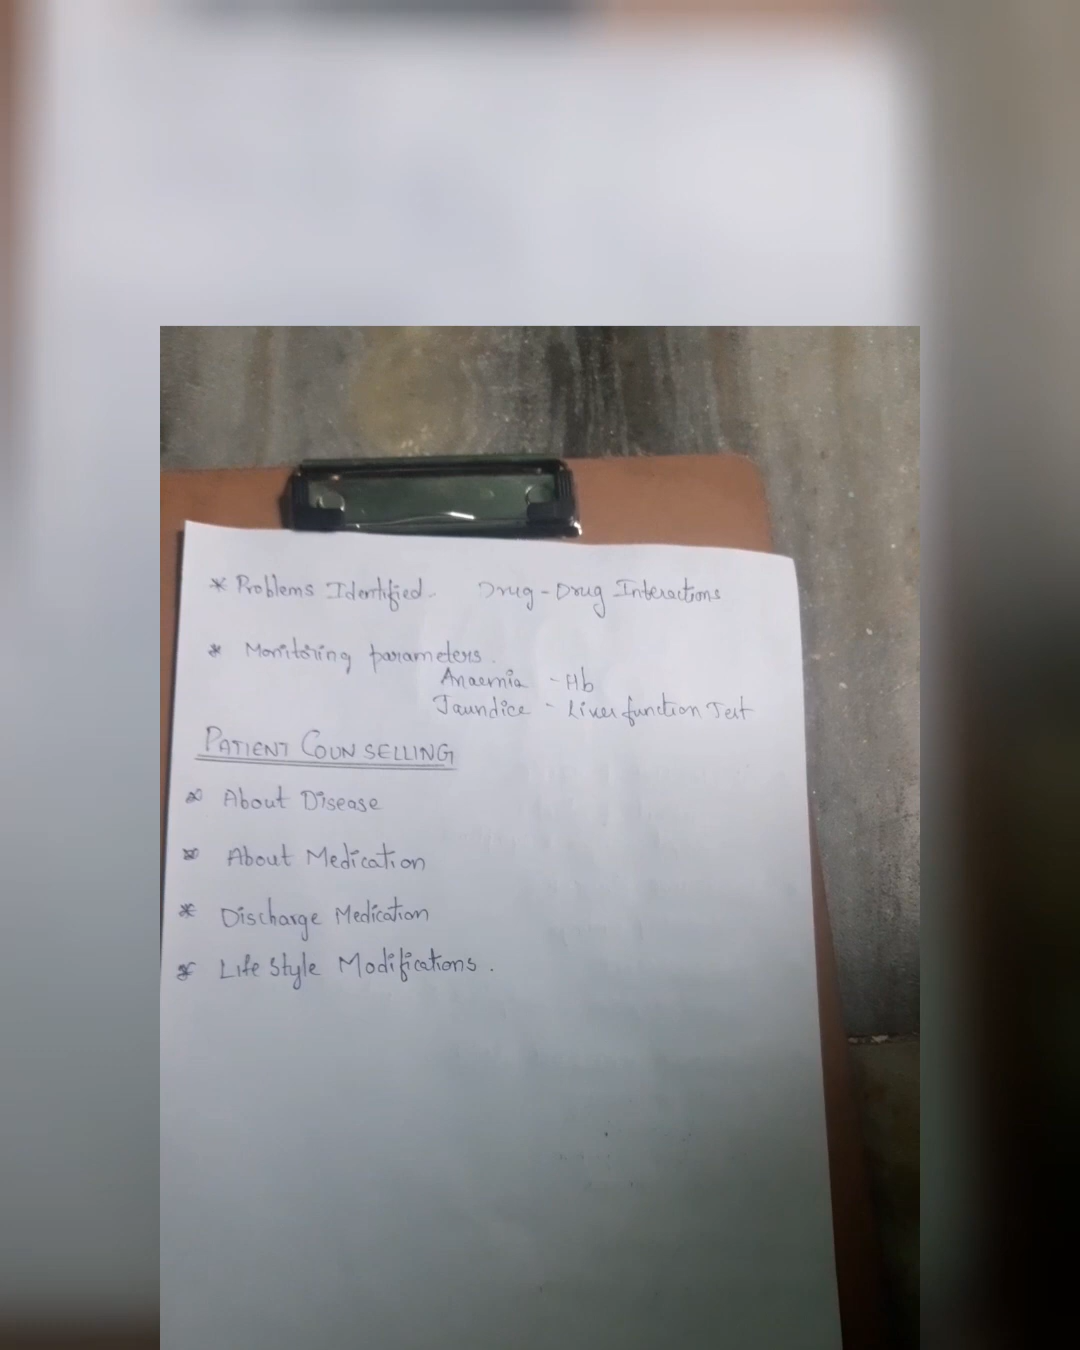 * Problems Identified. Drug - Drug Interactions
* Monitoring parameters.
Anaemia - Hb
Jaundice - Liver function Test
PATIENT COUNSELLING
* About Disease
* About Medication
* Discharge Medication
* Life Style Modifications.